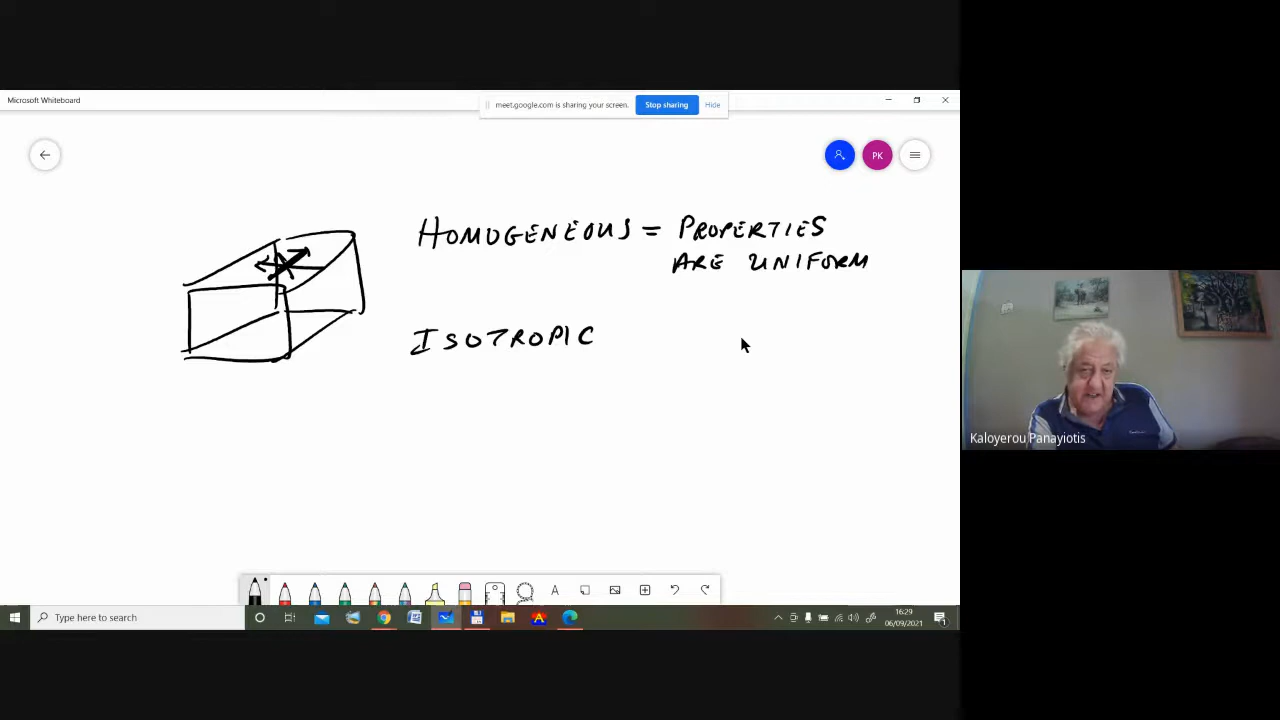 Microsoft Whiteboard
meet.google.com is sharing your screen.
Stop sharing
Hide
PK
HOMOGENEOUS = PROPERTIES
ARE UNIFORM
ISOTROPIC
Kaloyerou Panayiotis
A
Type here to search
16:29
06/09/2021